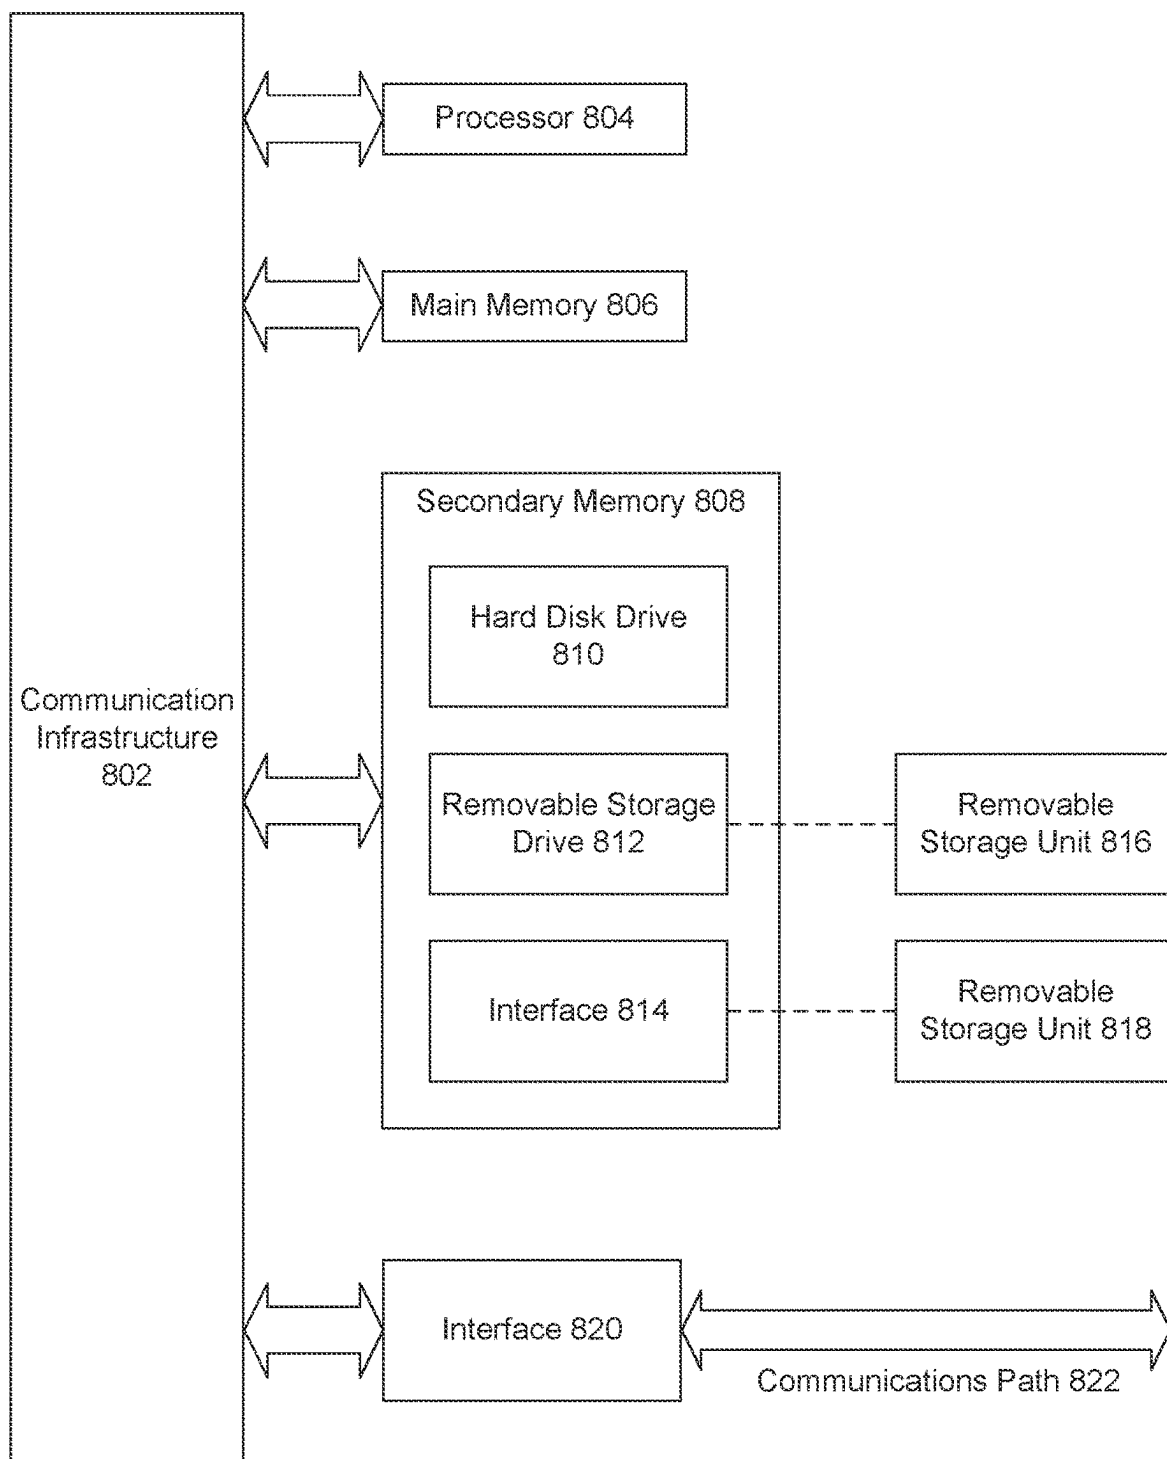 Processor 804
Main Memory 806
Secondary Memory 808
Hard Disk Drive
810
Communication
Infrastructure
802
Removable Storage
Drive 812
Removable
Storage Unit 816
Interface 814
Removable
Storage Unit 818
Interface 820
Communications Path 822